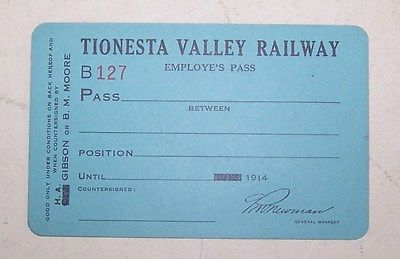 GOOD ONLY UNDER CONDITIONS ON BACK HEREOF AND
WHEN COUNTERSIGNED BY
H. A. GIBSON OR B. M. MOORE
TIONESTA VALLEY RAILWAY
B 127 EMPLOYE'S PASS
PASS
BETWEEN
POSITION
UNTIL 1914
COUNTERSIGNED:
Newman
GENERAL MANAGER